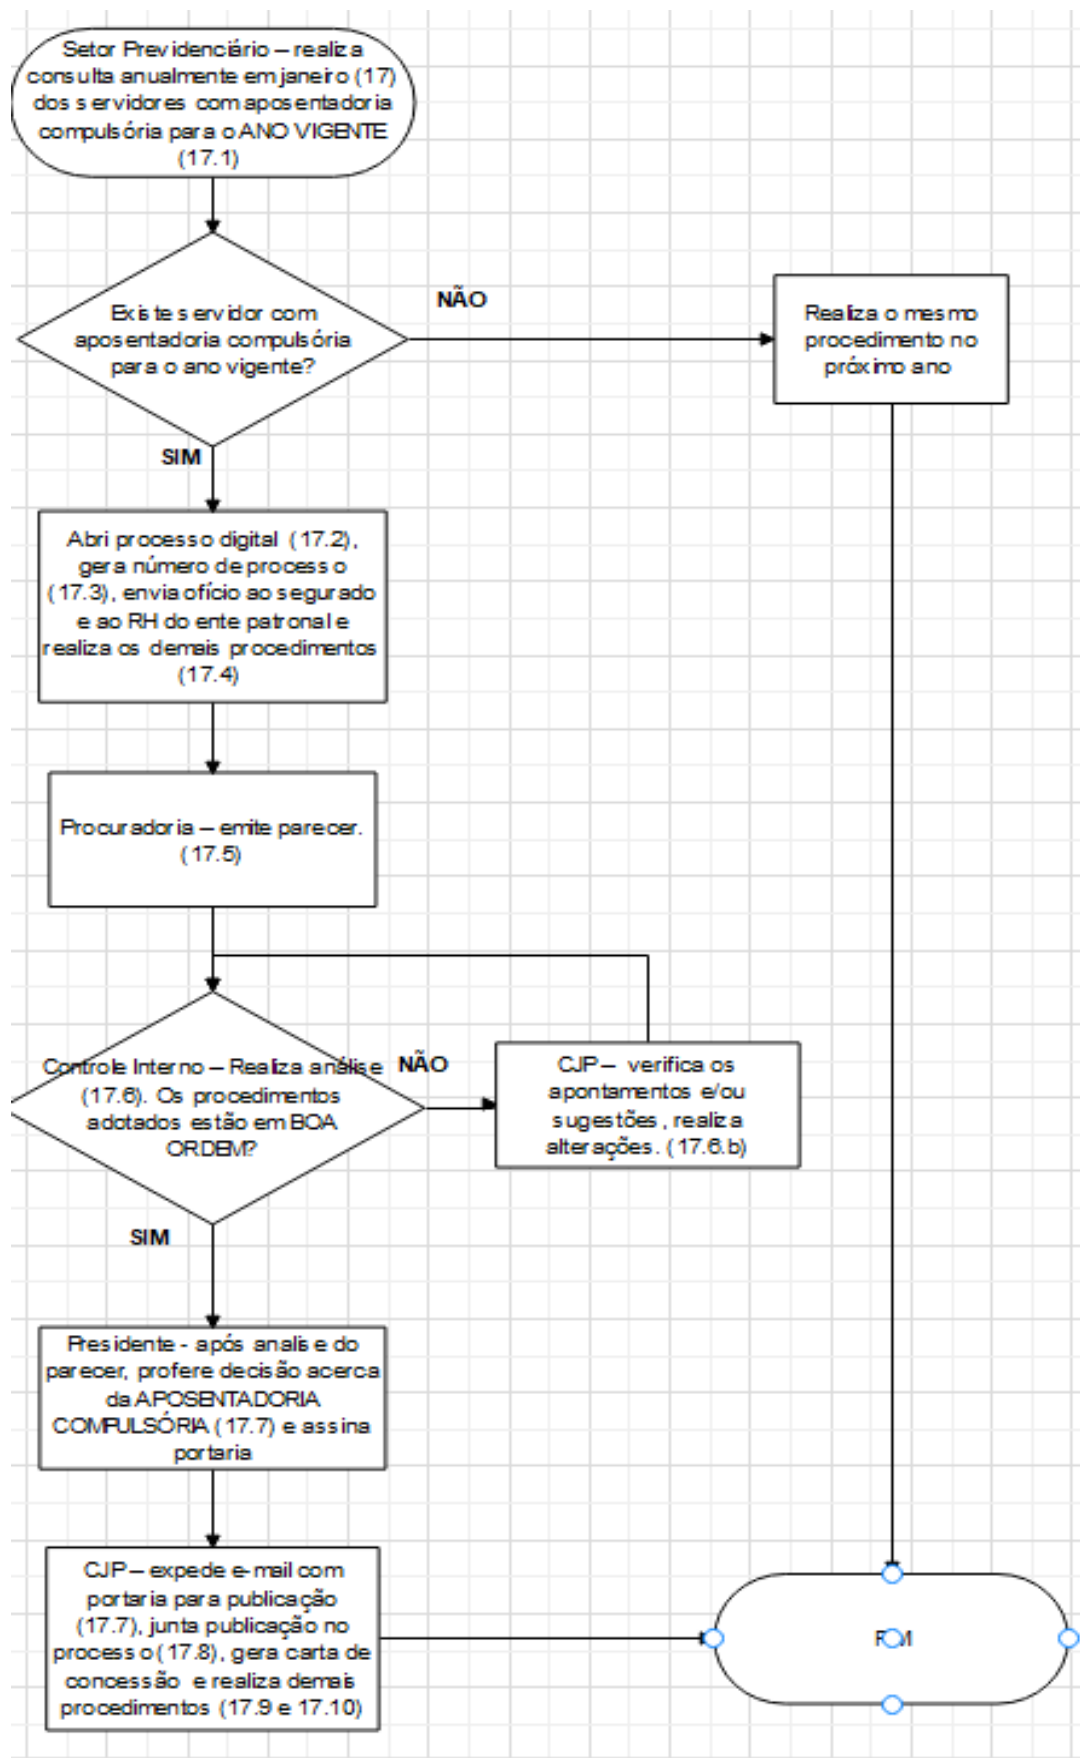 Setor Previdenciário – realiza
consulta anualmente em janeiro (17)
dos servidores com aposentadoria
compulsória para o ANO VIGENTE
(17.1)
Existe servidor com
aposentadoria compulsória
para o ano vigente?
NÃO
Realiza o mesmo
procedimento no
próximo ano
SIM
Abri processo digital (17.2),
gera número de processo
(17.3), envia ofício ao segurado
e ao RH do ente patronal e
realiza os demais procedimentos
(17.4)
Procuradoria – emite parecer.
(17.5)
Controle Interno – Realiza análise
(17.6). Os procedimentos
adotados estão em BOA
ORDEM?
NÃO
CJP – verifica os
apontamentos e/ou
sugestões, realiza
alterações. (17.6.b)
SIM
Presidente - após analise do
parecer, profere decisão acerca
da APOSENTADORIA
COMPULSÓRIA (17.7) e assina
portaria
CJP – expede e-mail com
portaria para publicação
(17.7), junta publicação no
processo (17.8), gera carta de
concessão e realiza demais
procedimentos (17.9 e 17.10)
FIM